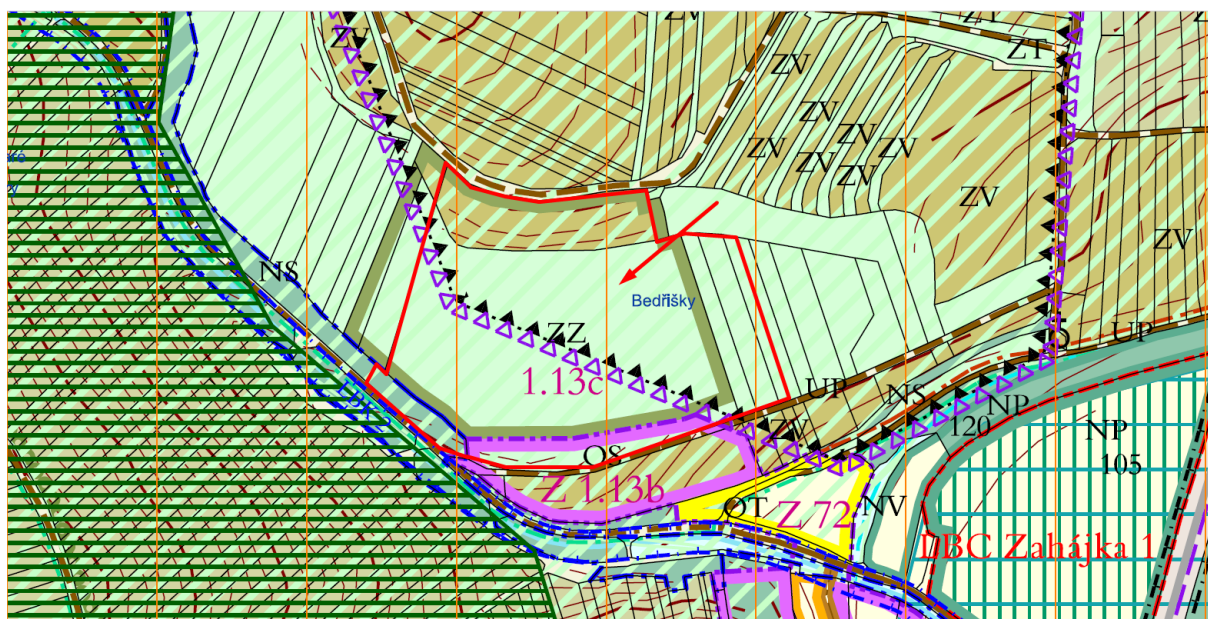 ZV
ZV
ZT
ZT
ZV
ZV
ZV
ZV
ZV
ZV
ZV
ZV
ZV
NS
Bedřišky
ZZ
1.13c
LBK
UP
UP
NS
NP
120
ZV
NP
105
OS
Z 1.13b
OT
Z 72
NV
LBC Zahájka 1